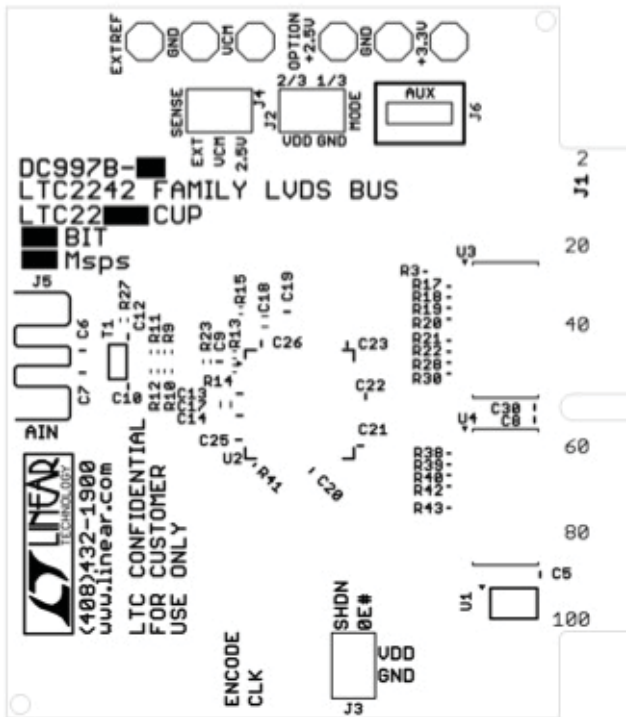 EXTREF
GND
VCM
OPTION
+2.5V
GND
+3.3V
SENSE
J4
EXT
VCM
2.5V
2/3 1/3
J2
MODE
VDD GND
AUX
J6
DC997B-
LTC2242 FAMILY LVDS BUS
LTC22 CUP
BIT
Msps
2
J1
20
40
60
80
100
J5
C6
C7
AIN
R27
C12
T1
C10
R11
R9
R12
R10
R23
C9
R13
R14
R15
C18
C19
C26
C23
C22
C21
C25
U2
R41
C20
U3
R3
R17
R18
R19
R20
R21
R22
R28
R30
C30
C8
U4
R38
R39
R40
R42
R43
C5
U1
LINEAR
TECHNOLOGY
(408)432-1900
www.linear.com
LTC CONFIDENTIAL
FOR CUSTOMER
USE ONLY
ENCODE
CLK
SHDN
0E#
VDD
GND
J3